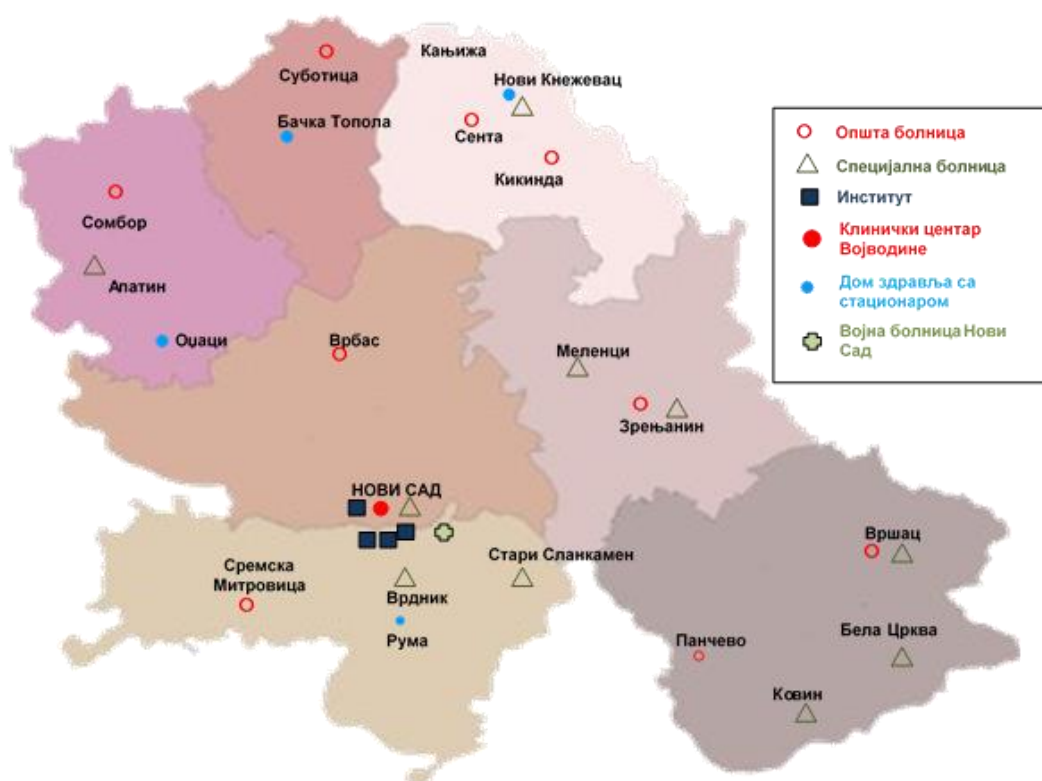 Кањижа
Суботица
Нови Кнежевац
Бачка Топола
Сента
Кикинда
Сомбор
Апатин
Оџаци
Врбас
Меленци
Зрењанин
НОВИ САД
Стари Сланкамен
Вршац
Сремска
Митровица
Врдник
Рума
Панчево
Бела Црква
Ковин
Општа болница
Специјална болница
Институт
Клинички центар
Војводине
Дом здравља са
стационаром
Војна болница Нови
Сад